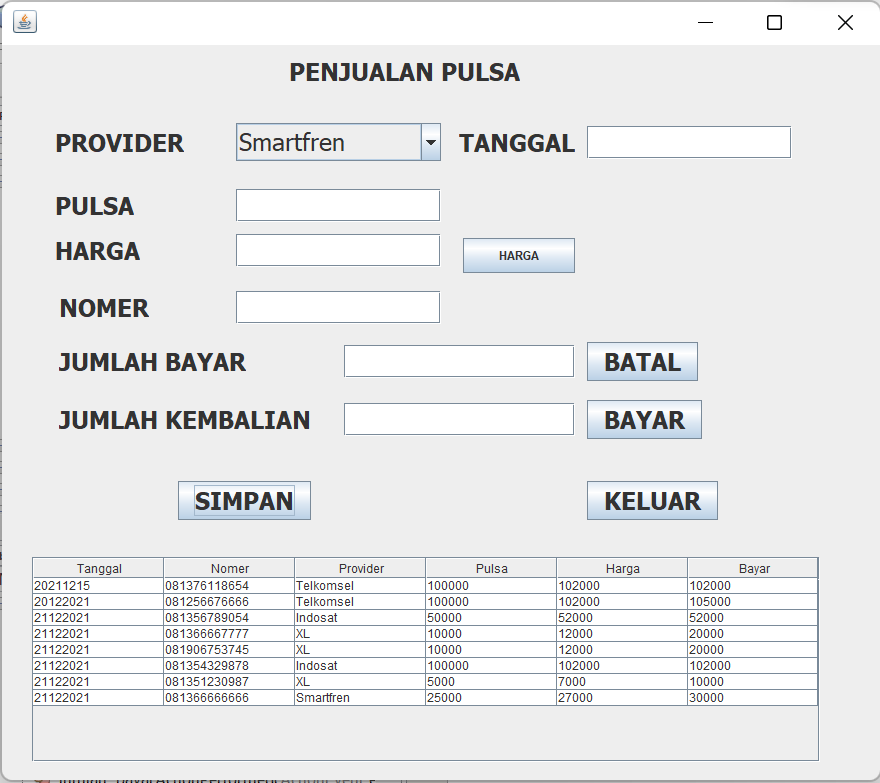 PENJUALAN PULSA
PROVIDER Smartfren TANGGAL
PULSA
HARGA HARGA
NOMER
JUMLAH BAYAR BATAL
JUMLAH KEMBALIAN BAYAR
SIMPAN KELUAR
Tanggal Nomer Provider Pulsa Harga Bayar
20211215 081376118654 Telkomsel 100000 102000 102000
20122021 081256676666 Telkomsel 100000 102000 105000
21122021 081356789054 Indosat 50000 52000 52000
21122021 081366667777 XL 10000 12000 20000
21122021 081906753745 XL 10000 12000 20000
21122021 081354329878 Indosat 100000 102000 102000
21122021 081351230987 XL 5000 7000 10000
21122021 081366666666 Smartfren 25000 27000 30000